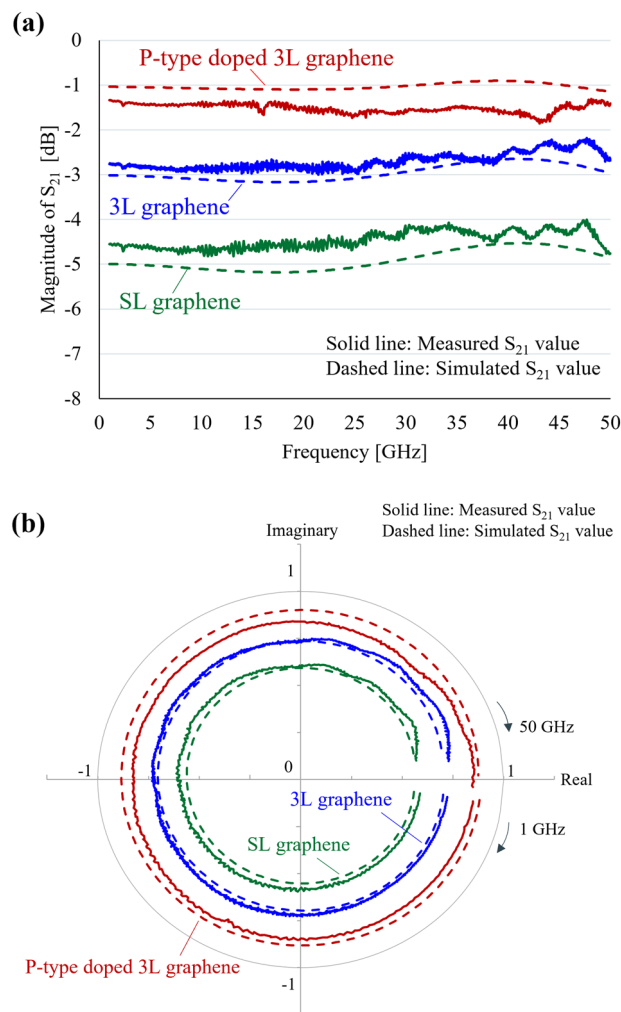 (a)
0
-1
-2
-3
-4
-5
-6
-7
-8
Magnitude of S21 [dB]
P-type doped 3L graphene
3L graphene
SL graphene
Solid line: Measured S21 value
Dashed line: Simulated S21 value
0 5 10 15 20 25 30 35 40 45 50
Frequency [GHz]
(b)
Solid line: Measured S21 value
Dashed line: Simulated S21 value
Imaginary
1
50 GHz
-1
0
1
Real
3L graphene
1 GHz
SL graphene
P-type doped 3L graphene
-1